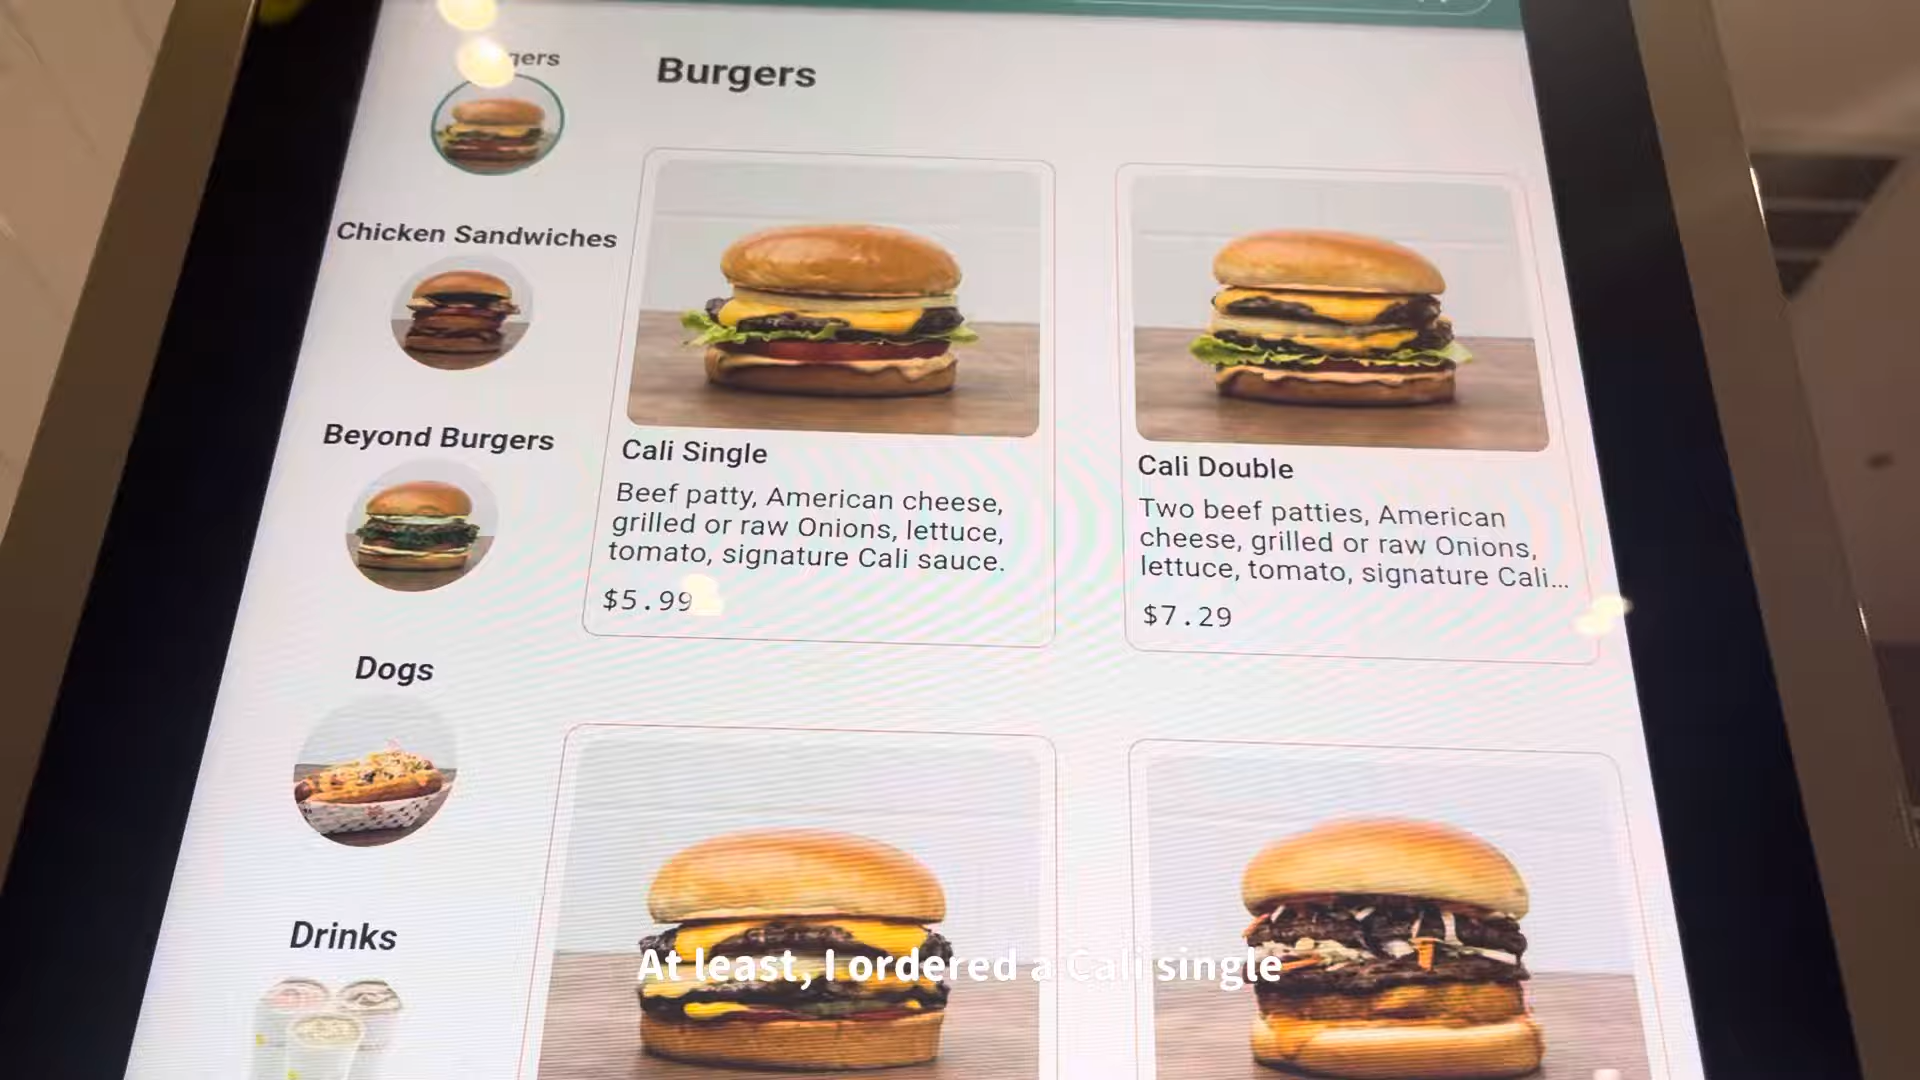 Burgers
Chicken Sandwiches
Beyond Burgers
Dogs
Drinks
Cali Single
Beef patty, American cheese,
grilled or raw Onions, lettuce,
tomato, signature Cali sauce.
$5.99
Cali Double
Two beef patties, American
cheese, grilled or raw Onions,
lettuce, tomato, signature Cali...
$7.29
At least, I ordered a Cali single